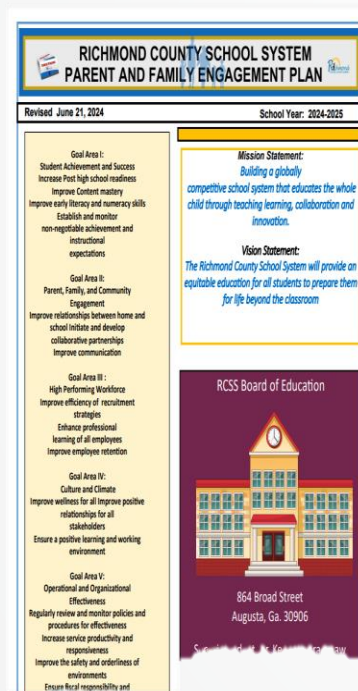 RICHMOND COUNTY SCHOOL SYSTEM
PARENT AND FAMILY ENGAGEMENT PLAN
Revised June 21, 2024
School Year: 2024-2025
Goal Area I:
Student Achievement and Success
Increase Post high school readiness
Improve Content mastery
Improve early literacy and numeracy skills
Establish and monitor
non-negotiable achievement and
instructional
expectations
Goal Area II:
Parent, Family, and Community
Engagement
Improve relationships between home and
school Initiate and develop
collaborative partnerships
Improve communication
Goal Area III :
High Performing Workforce
Improve efficiency of recruitment
strategies
Enhance professional
learning of all employees
Improve employee retention
Goal Area IV:
Culture and Climate
Improve wellness for all Improve positive
relationships for all
stakeholders
Ensure a positive learning and working
environment
Goal Area V:
Operational and Organizational
Effectiveness
Regularly review and monitor policies and
procedures for effectiveness
Increase service productivity and
responsiveness
Improve the safety and orderliness of
environments
Ensure fiscal responsibility and
Mission Statement:
Building a globally
competitive school system that educates the whole
child through teaching learning, collaboration and
innovation.
Vision Statement:
The Richmond County School System will provide an
equitable education for all students to prepare them
for life beyond the classroom
RCSS Board of Education
864 Broad Street
Augusta, Ga. 30906